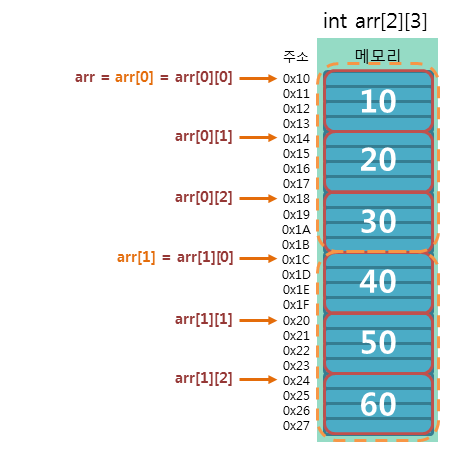 int arr[2][3]
주소 메모리
arr = arr[0] = arr[0][0] 0x10
0x11
10
0x12
0x13
arr[0][1] 0x14
0x15
20
0x16
0x17
arr[0][2] 0x18
0x19
30
0x1A
0x1B
arr[1] = arr[1][0] 0x1C
0x1D
40
0x1E
0x1F
arr[1][1] 0x20
0x21
50
0x22
0x23
arr[1][2] 0x24
0x25
60
0x26
0x27